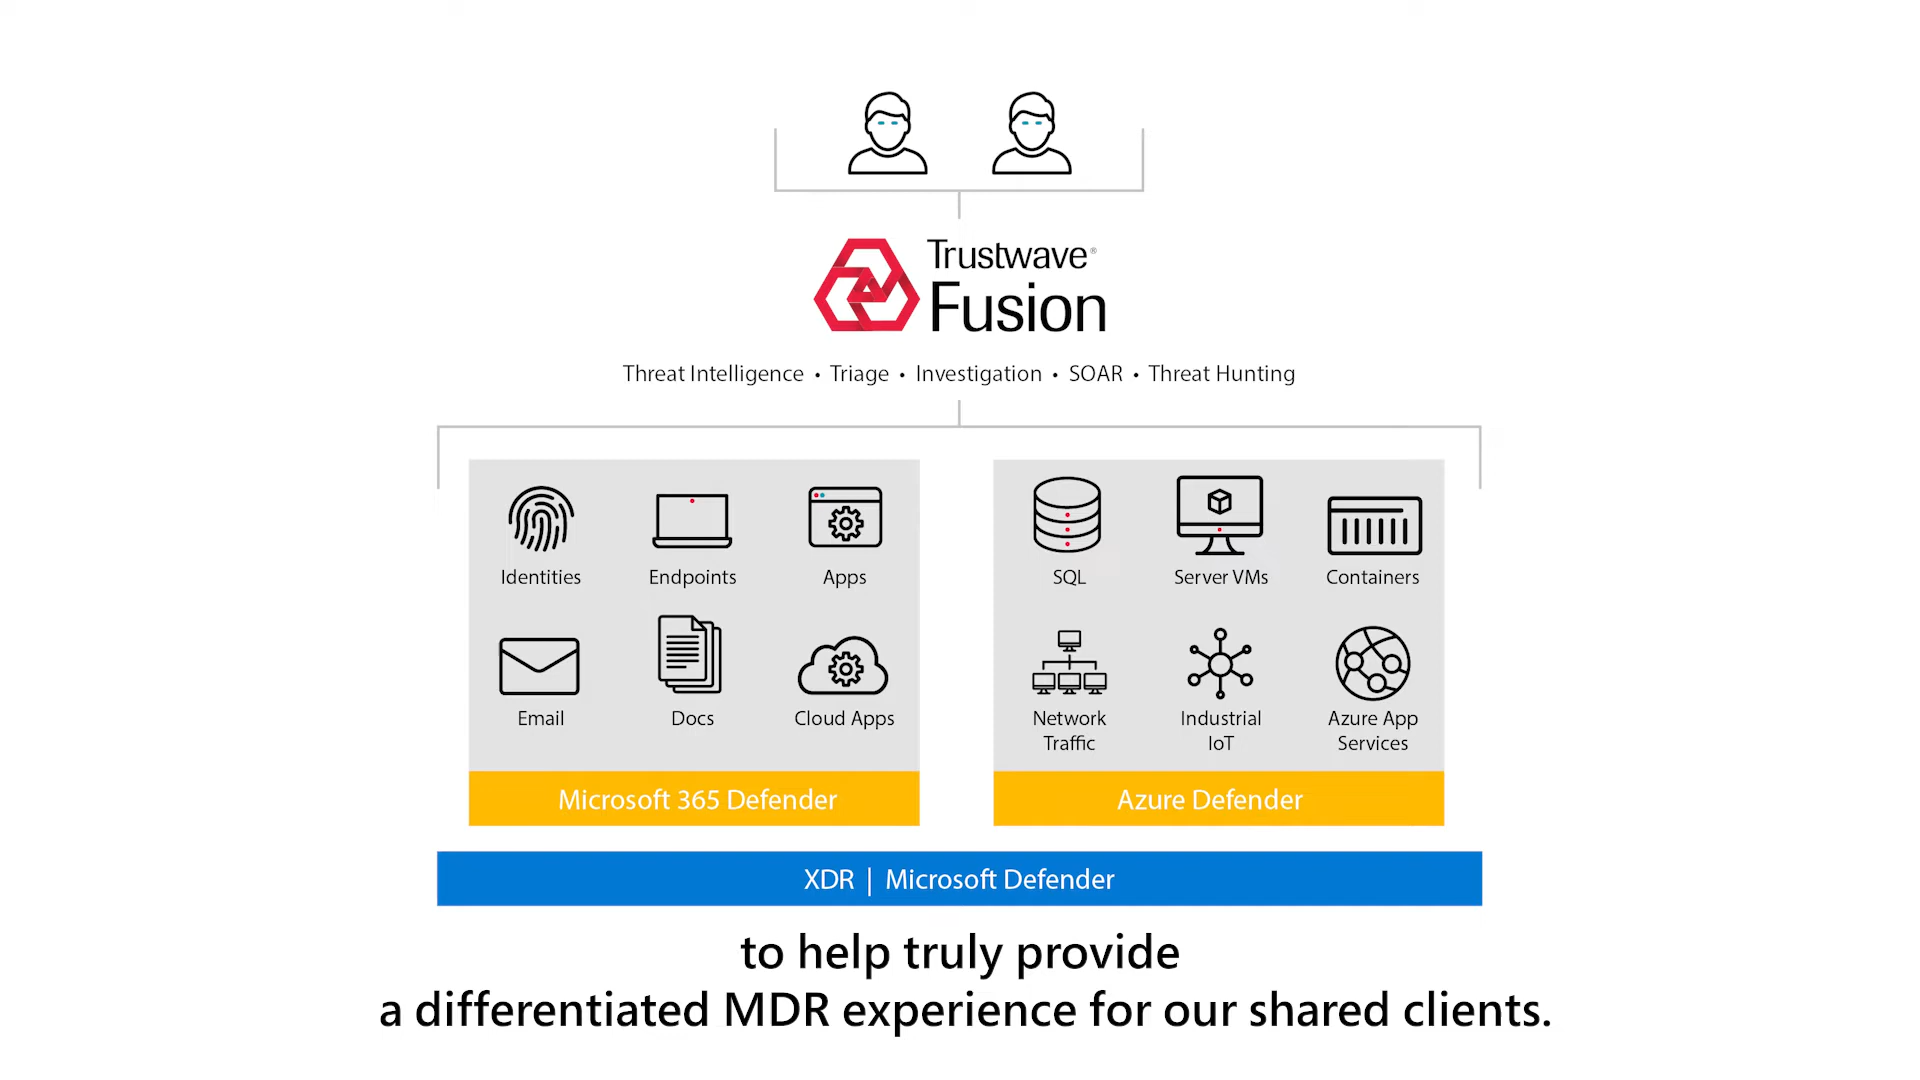 Trustwave®
Fusion
Threat Intelligence • Triage • Investigation • SOAR • Threat Hunting
Identities
Endpoints
Apps
Email
Docs
Cloud Apps
Microsoft 365 Defender
SQL
Server VMs
Containers
Network
Traffic
Industrial
IoT
Azure App
Services
Azure Defender
XDR | Microsoft Defender
to help truly provide
a differentiated MDR experience for our shared clients.